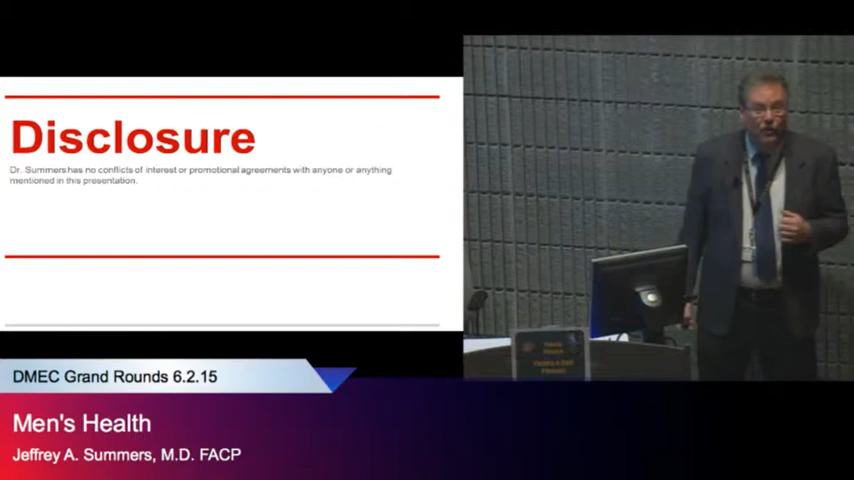 Disclosure
Dr. Summers has no conflicts of interest or promotional agreements with anyone or anything
mentioned in this presentation.
DMEC Grand Rounds 6.2.15
Men's Health
Jeffrey A. Summers, M.D. FACP